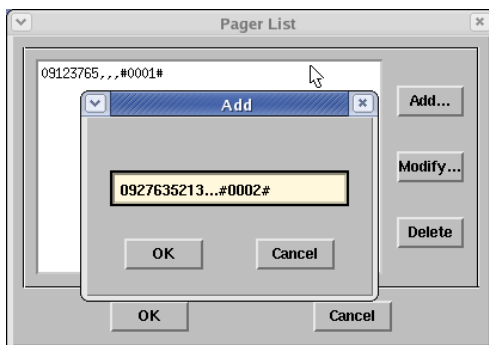 Pager List
09123765,,,#0001#
Add
Add...
0927635213...#0002#
Modify...
Delete
OK
Cancel
OK
Cancel